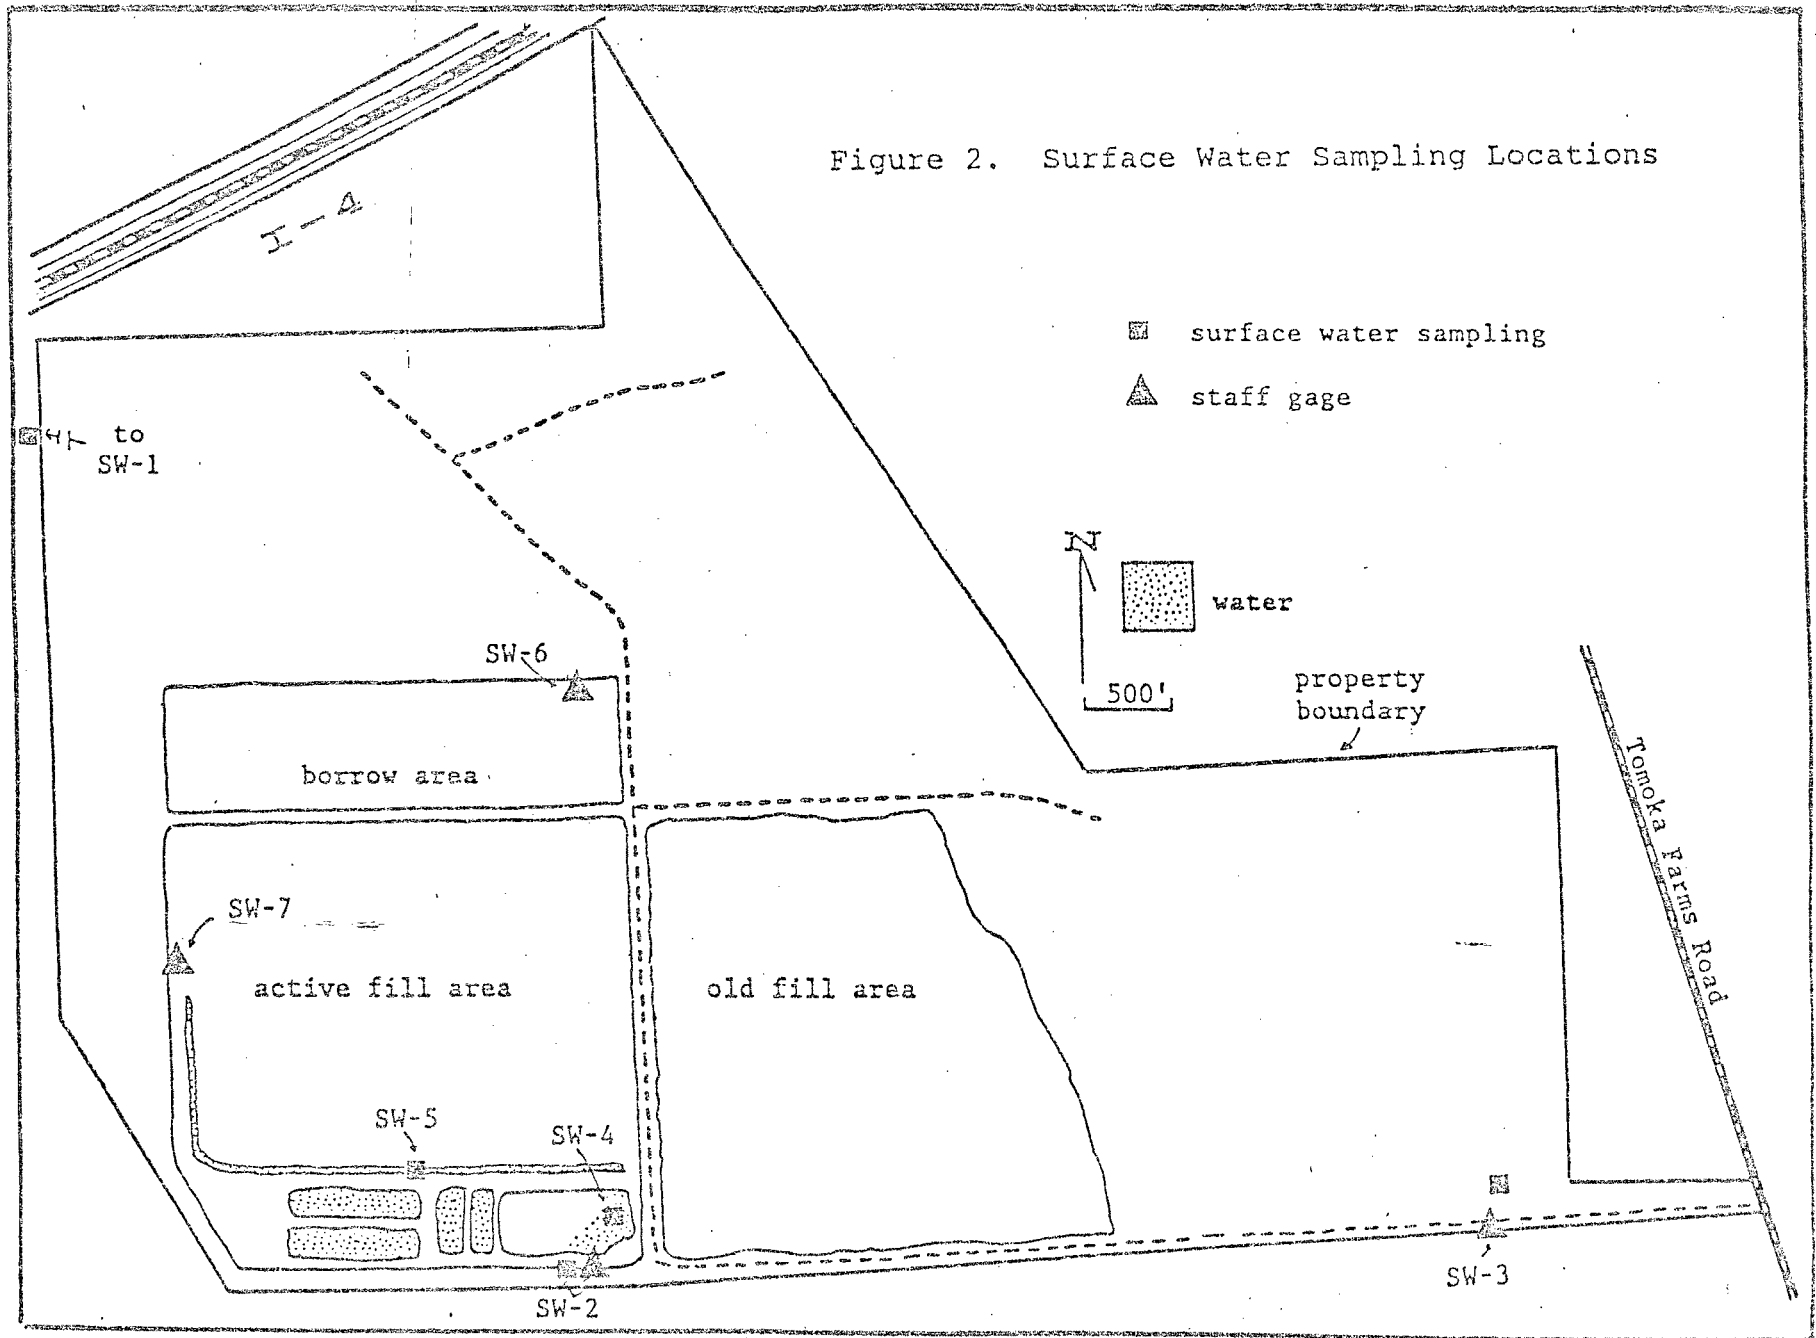 Figure 2. Surface Water Sampling Locations
I-4
surface water sampling
staff gage
to
SW-1
N
water
500'
property
boundary
SW-6
borrow area
Tomoka Farms Road
SW-7
active fill area
old fill area
SW-5
SW-4
SW-3
SW-2